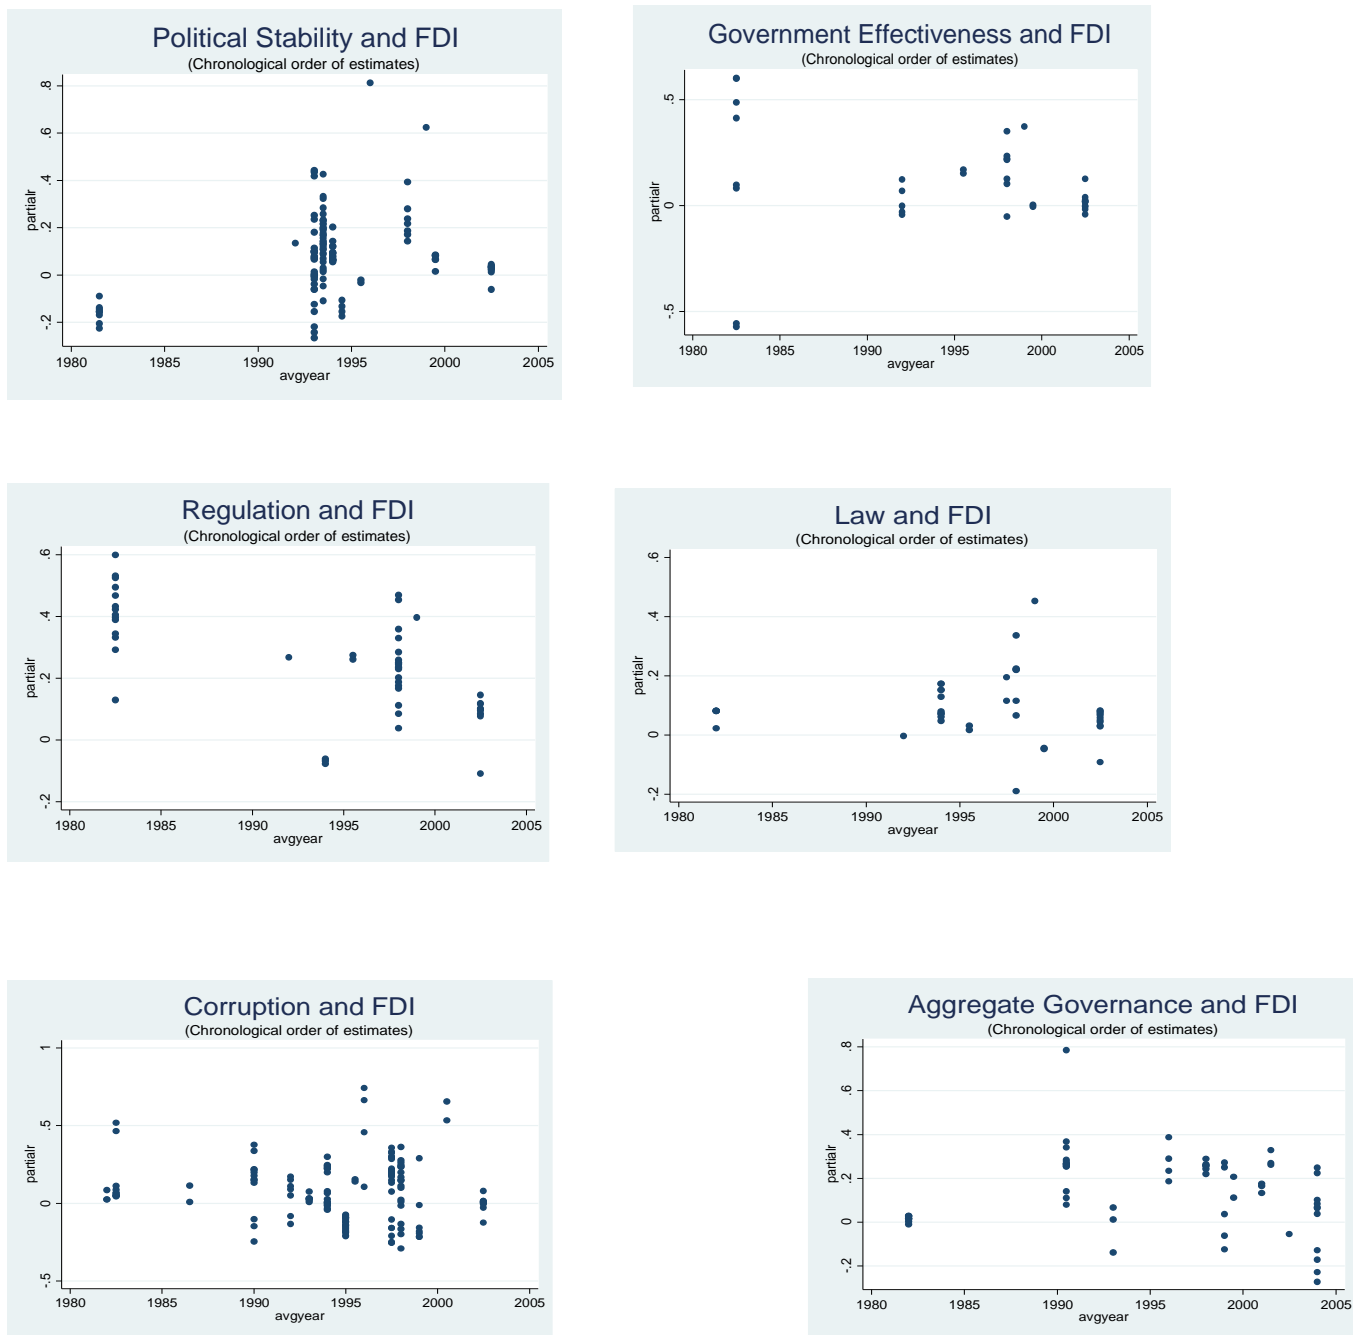 Political Stability and FDI
(Chronological order of estimates)
.8
.6
.4
.2
0
-.2
partialr
1980 1985 1990 1995 2000 2005
avgyear
Government Effectiveness and FDI
(Chronological order of estimates)
.5
0
-.5
partialr
1980 1985 1990 1995 2000 2005
avgyear
Regulation and FDI
(Chronological order of estimates)
.6
.4
.2
0
-.2
partialr
1980 1985 1990 1995 2000 2005
avgyear
Law and FDI
(Chronological order of estimates)
.6
.4
.2
0
-.2
partialr
1980 1985 1990 1995 2000 2005
avgyear
Corruption and FDI
(Chronological order of estimates)
1
.5
0
-.5
partialr
1980 1985 1990 1995 2000 2005
avgyear
Aggregate Governance and FDI
(Chronological order of estimates)
.8
.6
.4
.2
0
-.2
partialr
1980 1985 1990 1995 2000 2005
avgyear